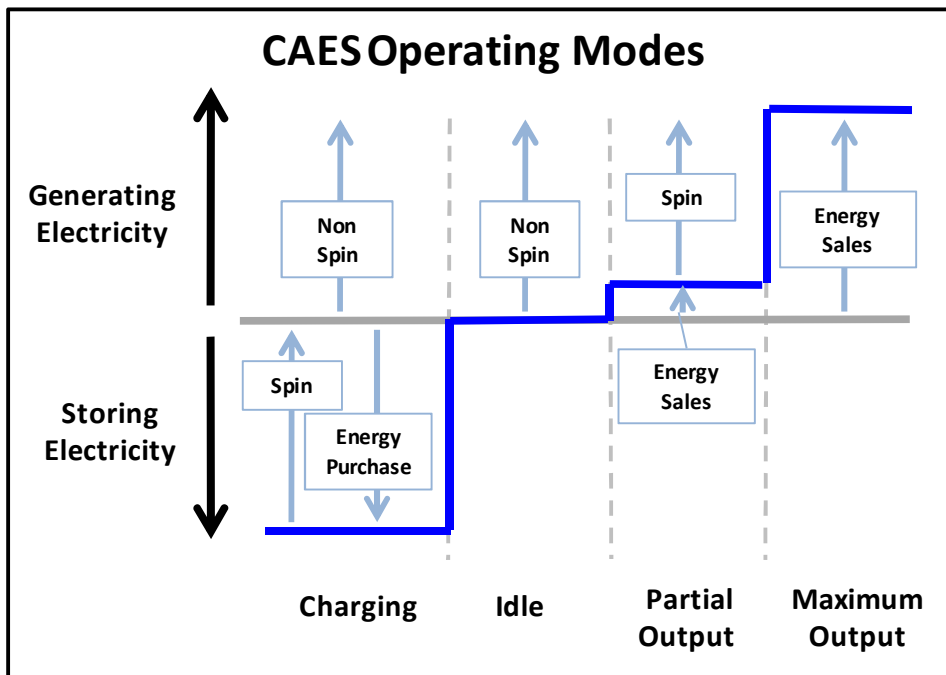 CAES Operating Modes
Generating
Electricity
Non
Spin
Non
Spin
Spin
Energy
Sales
Storing
Electricity
Spin
Energy
Purchase
Energy
Sales
Charging
Idle
Partial
Output
Maximum
Output